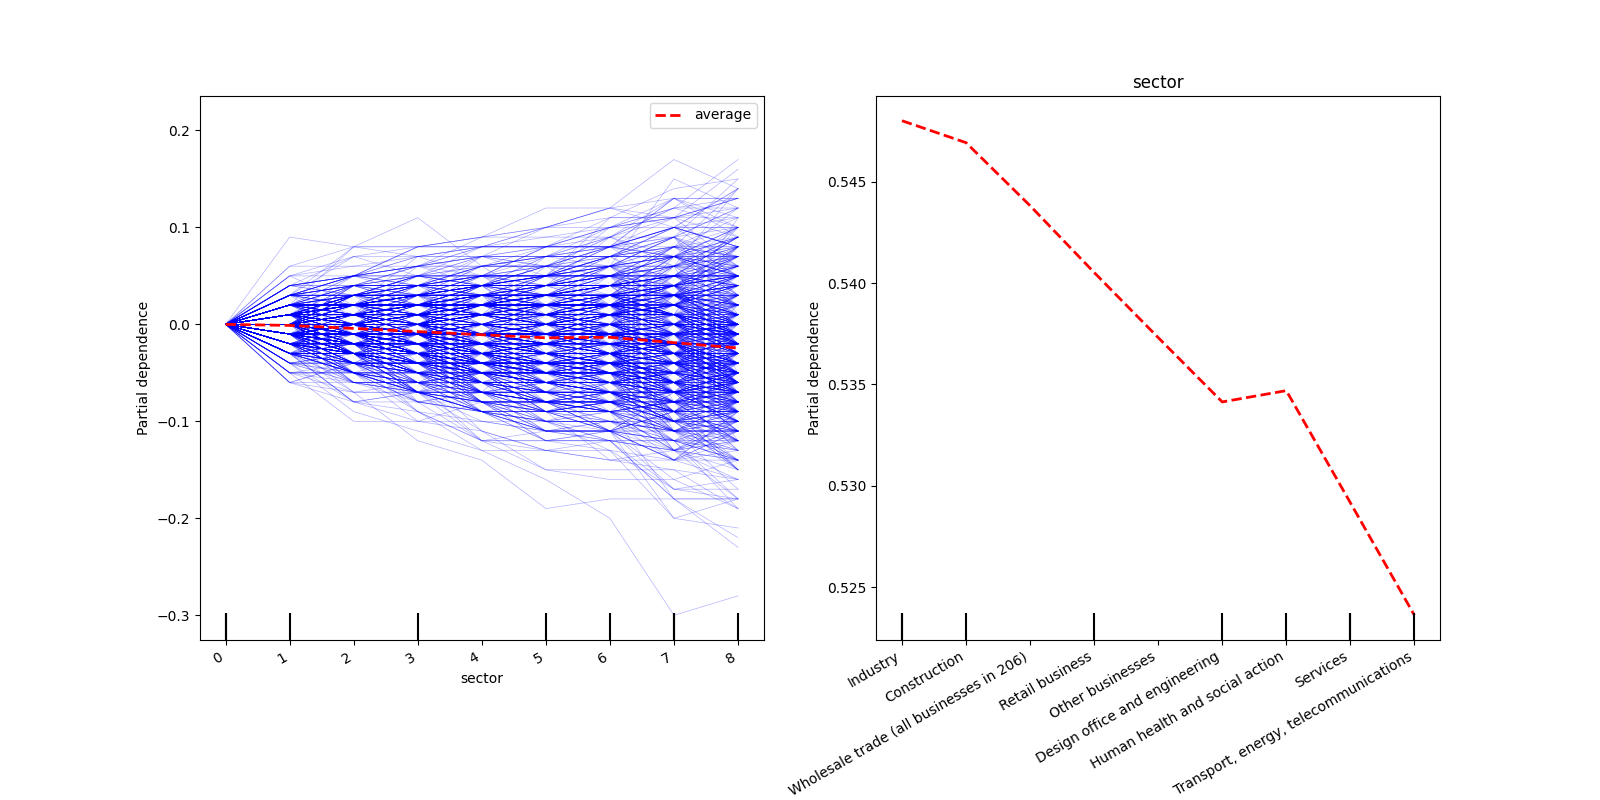 average
Partial dependence
0.2
0.1
0.0
−0.1
−0.2
−0.3
0
1
2
3
4
5
6
7
8
sector
sector
Partial dependence
0.545
0.540
0.535
0.530
0.525
Industry
Construction
Wholesale trade (all businesses in 206)
Retail business
Other businesses
Design office and engineering
Human health and social action
Services
Transport, energy, telecommunications